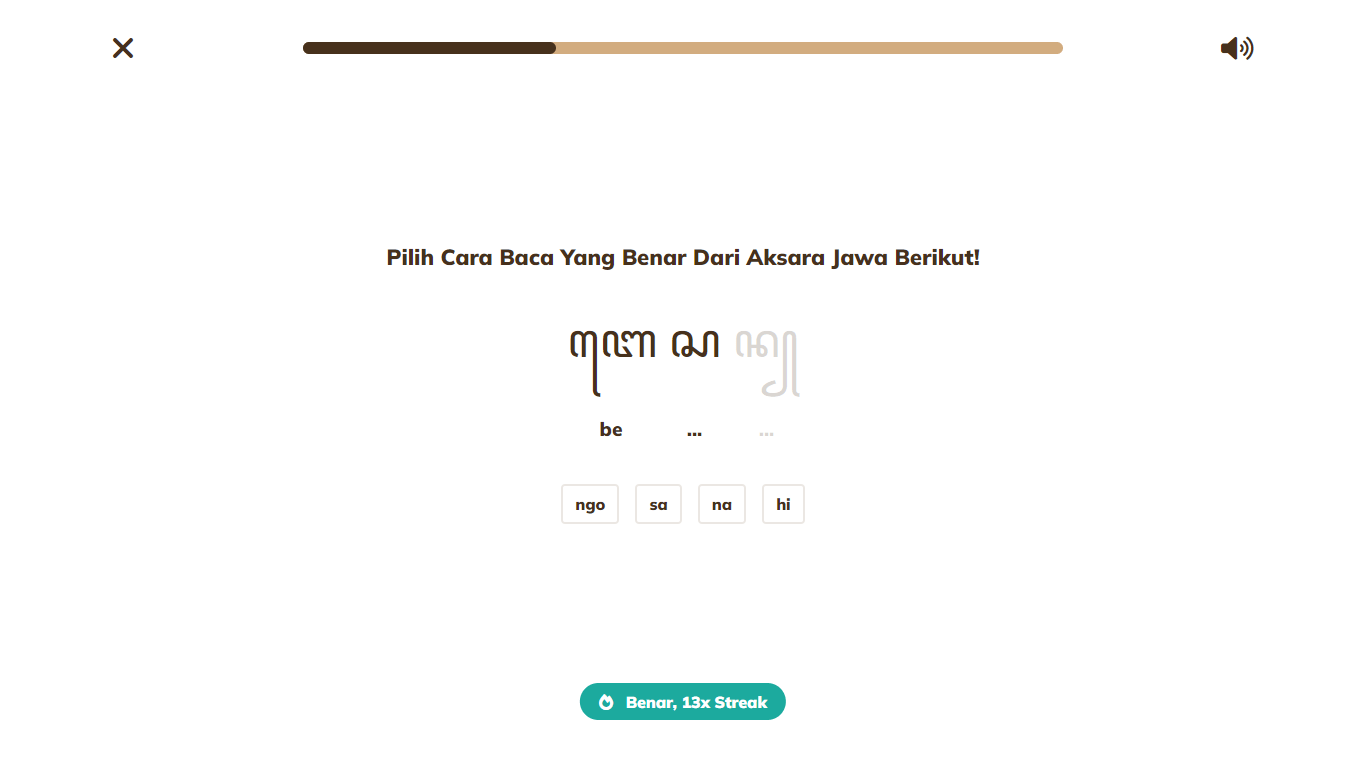 Pilih Cara Baca Yang Benar Dari Aksara Jawa Berikut!
ꦧꦺ ꦱ ꦤ꧀
be ... ...
ngo sa na hi
Benar, 13x Streak